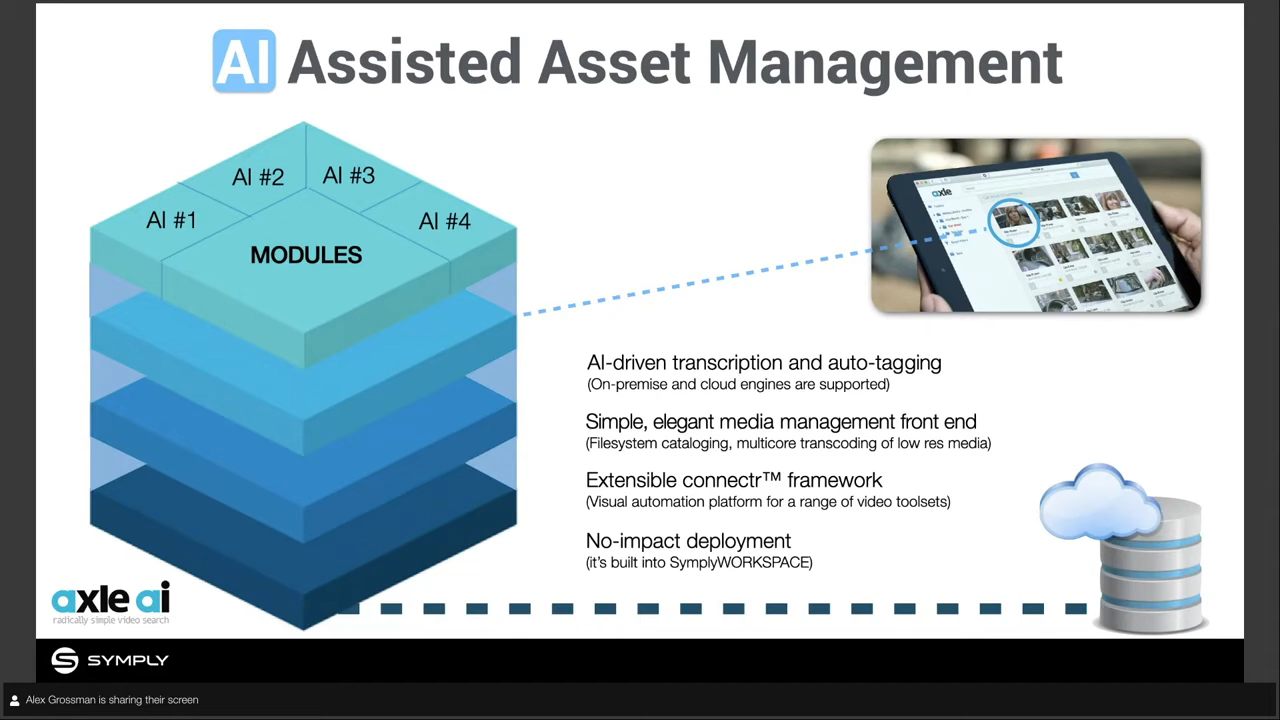 AI Assisted Asset Management
AI #2
AI #3
AI #1
AI #4
MODULES
axle
AI-driven transcription and auto-tagging
(On-premise and cloud engines are supported)
Simple, elegant media management front end
(Filesystem cataloging, multicore transcoding of low res media)
Extensible connectr™ framework
(Visual automation platform for a range of video toolsets)
No-impact deployment
(it's built into SymplyWORKSPACE)
axle ai
radically simple video search
SYMPLY
Alex Grossman is sharing their screen